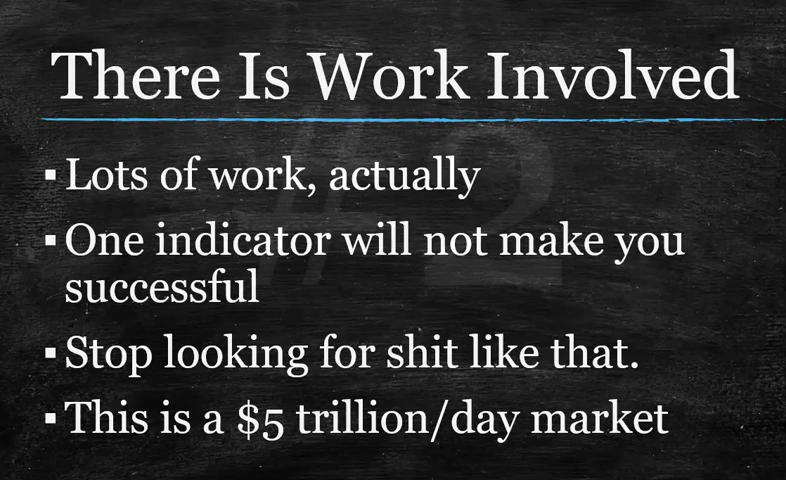 There Is Work Involved
#2
▪ Lots of work, actually
▪ One indicator will not make you
successful
▪ Stop looking for shit like that.
▪ This is a $5 trillion/day market